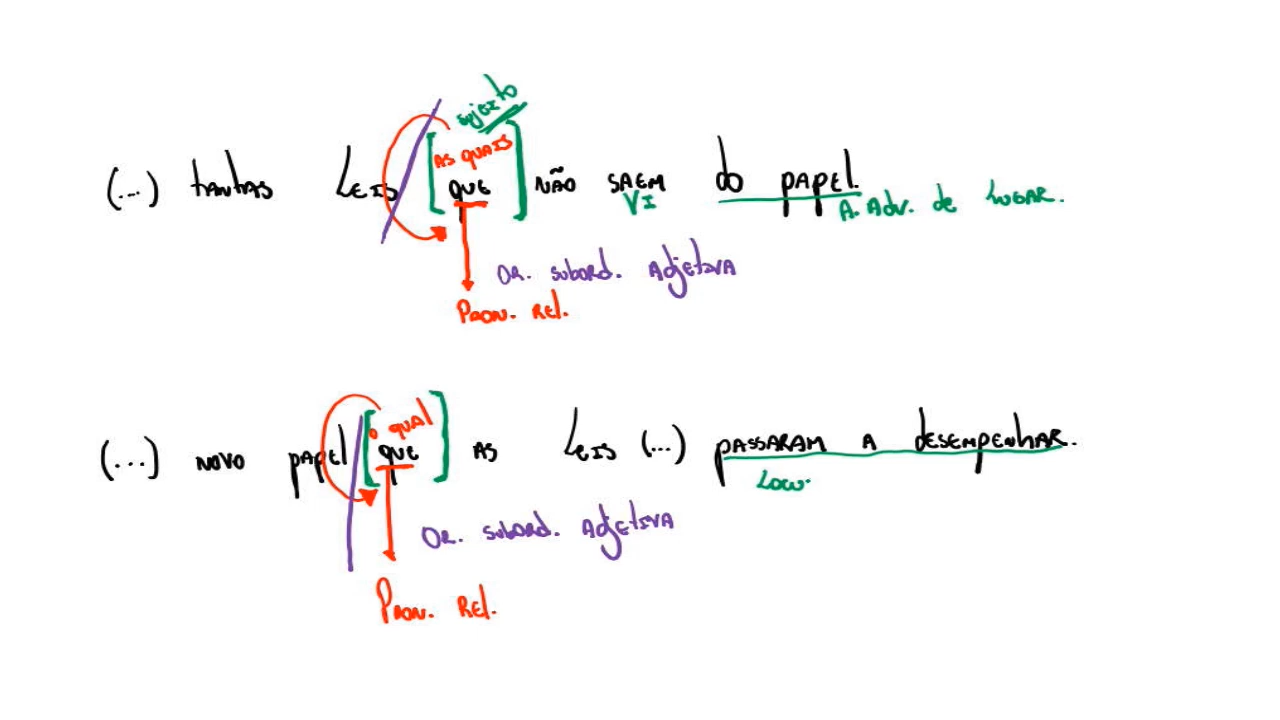 sujeito
AS QUAIS
(...) tantas Leis que não saem do papel.
VI A. Adv. de Lugar.
Or. subord. Adjetiva
Pron. Rel.
o qual
(...) novo papel que as Leis (...) passaram a desempenhar.
Loc.
Or. subord. Adjetiva
Pron. Rel.